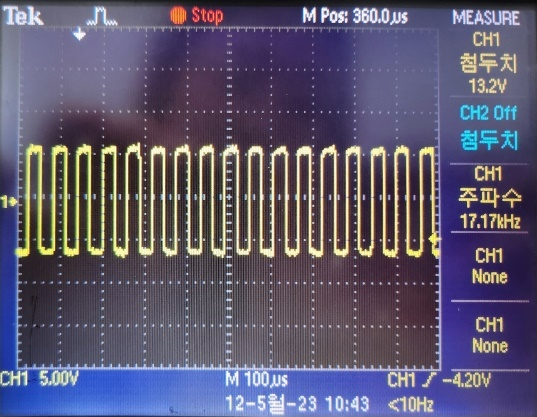 Tek Stop M Pos: 360.0µs MEASURE
CH1
첨두치
13.2V
CH2 Off
첨두치
CH1
주파수
17.17kHz
1
CH1
None
CH1
None
CH1 5.00V M 100µs CH1 -4.20V
12-5월-23 10:43 <10Hz